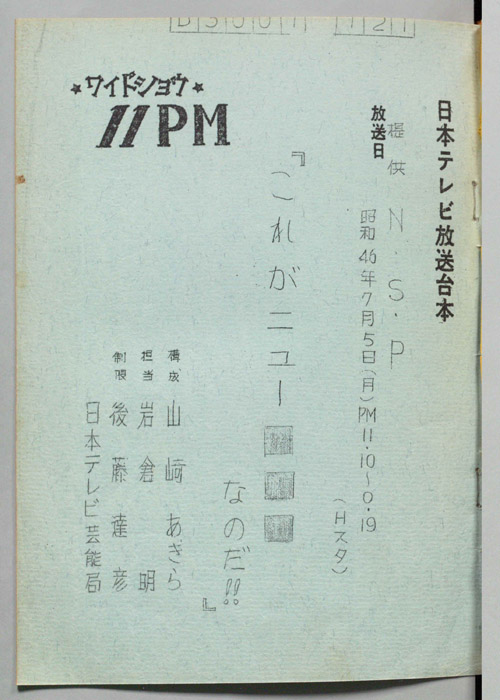 日本テレビ放送台本
提供 N・S・P
放送日
昭和46年7月5日(月)PM11・10〜0・19
(Hスタ)
★ワイドショウ★
11PM
『これがニュー
なのだ!!』
構成 山崎あきら
担当 岩倉明
制作 後藤達彦
日本テレビ芸能局